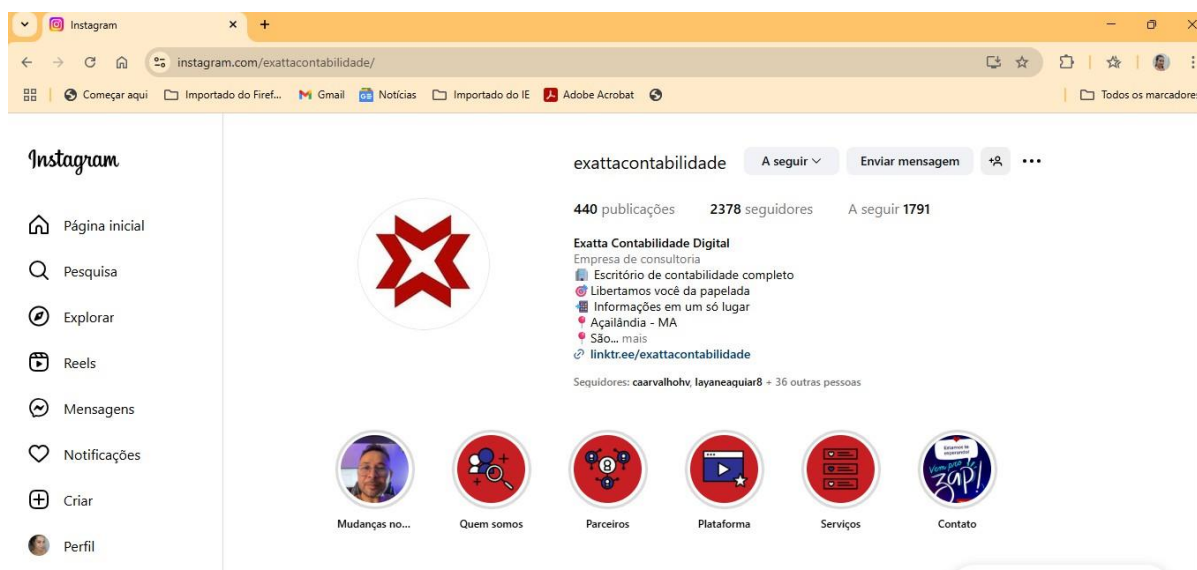 Instagram
instagram.com/exattacontabilidade/
Começar aqui
Importado do Firef...
Gmail
Notícias
Importado do IE
Adobe Acrobat
Todos os marcadores
Instagram
Página inicial
Pesquisa
Explorar
Reels
Mensagens
Notificações
Criar
Perfil
exattacontabilidade
A seguir
Enviar mensagem
440 publicações 2378 seguidores A seguir 1791
Exatta Contabilidade Digital
Empresa de consultoria
Escritório de contabilidade completo
Libertamos você da papelada
Informações em um só lugar
Açailândia - MA
São... mais
linktr.ee/exattacontabilidade
Seguidores: caarvalhohv, layaneaguiar8 + 36 outras pessoas
Vem pro
zap!
Mudanças no...
Quem somos
Parceiros
Plataforma
Serviços
Contato